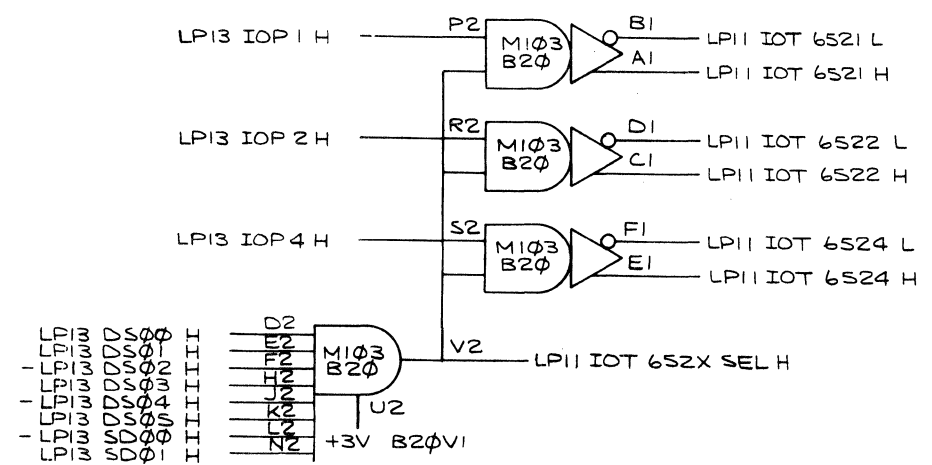 LP13 IOP 1 H
P2
M1Ø3
B2Ø
B1
A1
LP11 IOT 6521 L
LP11 IOT 6521 H
LP13 IOP 2 H
R2
M1Ø3
B2Ø
D1
C1
LP11 IOT 6522 L
LP11 IOT 6522 H
LP13 IOP 4 H
S2
M1Ø3
B2Ø
F1
E1
LP11 IOT 6524 L
LP11 IOT 6524 H
LP13 DSØØ H D2
LP13 DSØ1 H E2
-LP13 DSØ2 H F2
LP13 DSØ3 H H2
-LP13 DSØ4 H J2
LP13 DSØ5 H K2
-LP13 SDØØ H L2
LP13 SDØ1 H N2
M1Ø3
B2Ø
V2
LP11 IOT 652X SEL H
U2
+3V B2ØV1